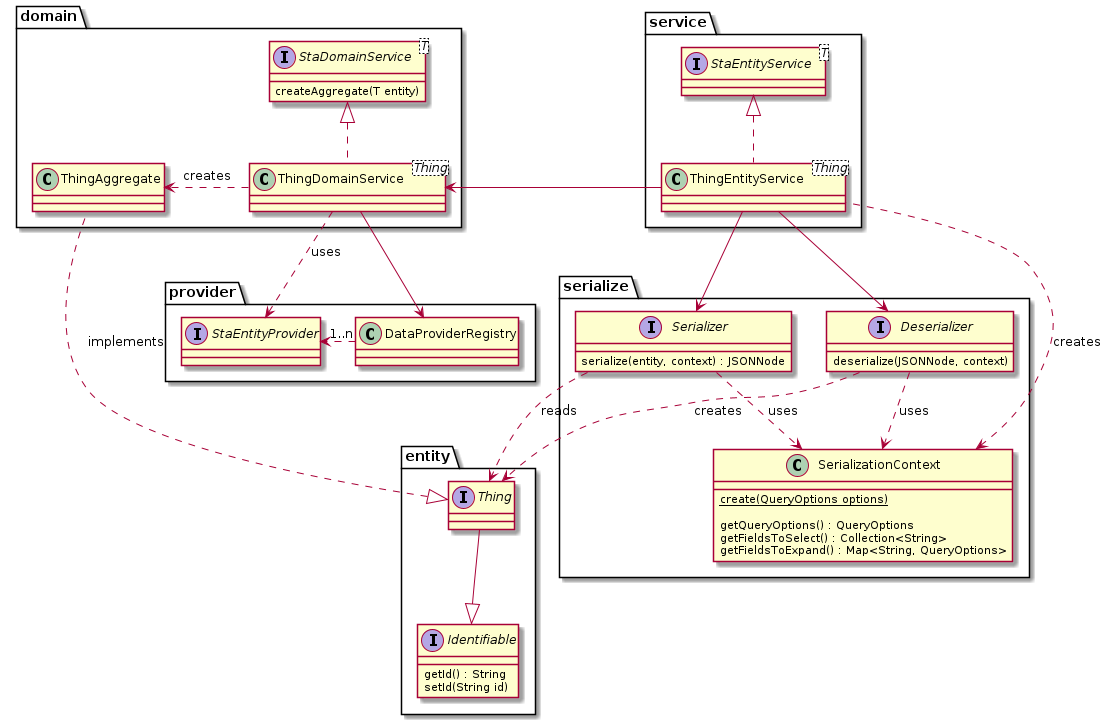 domain
StaDomainService
T
createAggregate(T entity)
ThingAggregate
creates
ThingDomainService
Thing
service
StaEntityService
T
ThingEntityService
Thing
uses
provider
StaEntityProvider
1..n
DataProviderRegistry
implements
serialize
Serializer
serialize(entity, context) : JSONNode
Deserializer
deserialize(JSONNode, context)
creates
reads
creates
uses
uses
SerializationContext
create(QueryOptions options)
getQueryOptions() : QueryOptions
getFieldsToSelect() : Collection<String>
getFieldsToExpand() : Map<String, QueryOptions>
entity
Thing
Identifiable
getId() : String
setId(String id)